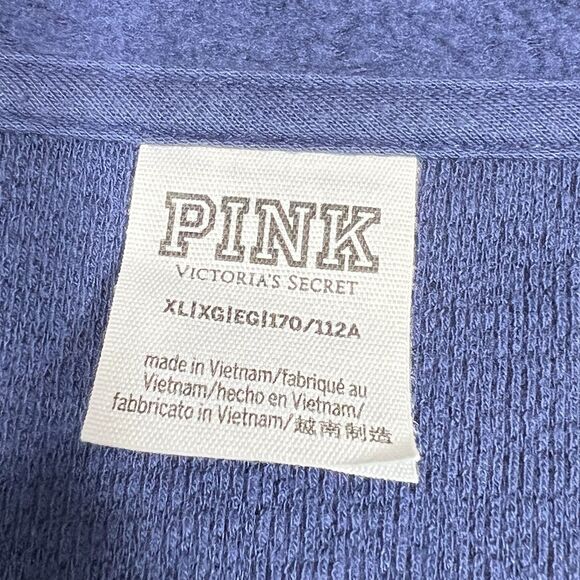 PINK
VICTORIA'S SECRET
XL|XG|EG|170/112A
made in Vietnam/fabriqué au
Vietnam/hecho en Vietnam/
fabbricato in Vietnam/越南制造